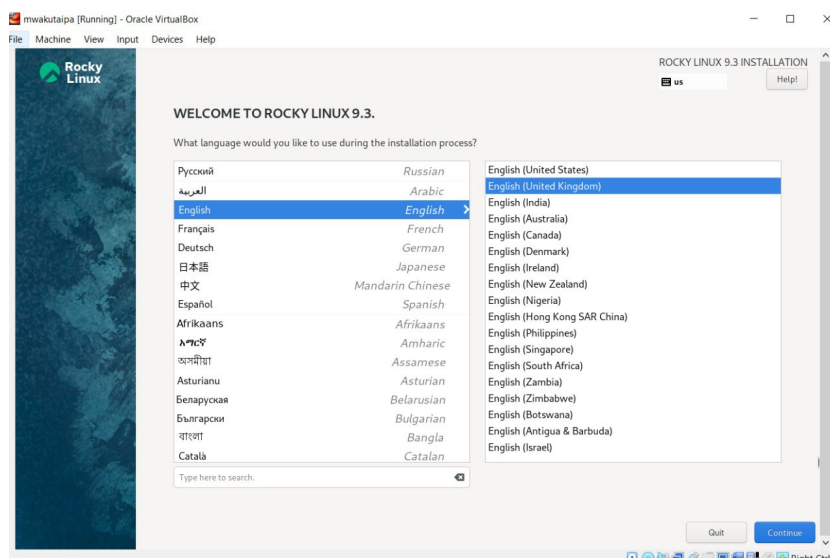 mwakutaipa [Running] - Oracle VirtualBox
File Machine View Input Devices Help
Rocky
Linux
ROCKY LINUX 9.3 INSTALLATION
us
Help!
WELCOME TO ROCKY LINUX 9.3.
What language would you like to use during the installation process?
Русский Russian
العربية Arabic
English English
Français French
Deutsch German
日本語 Japanese
中文 Mandarin Chinese
Español Spanish
Afrikaans Afrikaans
አማርኛ Amharic
অসমীয়া Assamese
Asturianu Asturian
Беларуская Belarusian
Български Bulgarian
বাংলা Bangla
Català Catalan
English (United States)
English (United Kingdom)
English (India)
English (Australia)
English (Canada)
English (Denmark)
English (Ireland)
English (New Zealand)
English (Nigeria)
English (Hong Kong SAR China)
English (Philippines)
English (Singapore)
English (South Africa)
English (Zambia)
English (Zimbabwe)
English (Botswana)
English (Antigua & Barbuda)
English (Israel)
Type here to search.
Quit
Continue
Right Ctrl